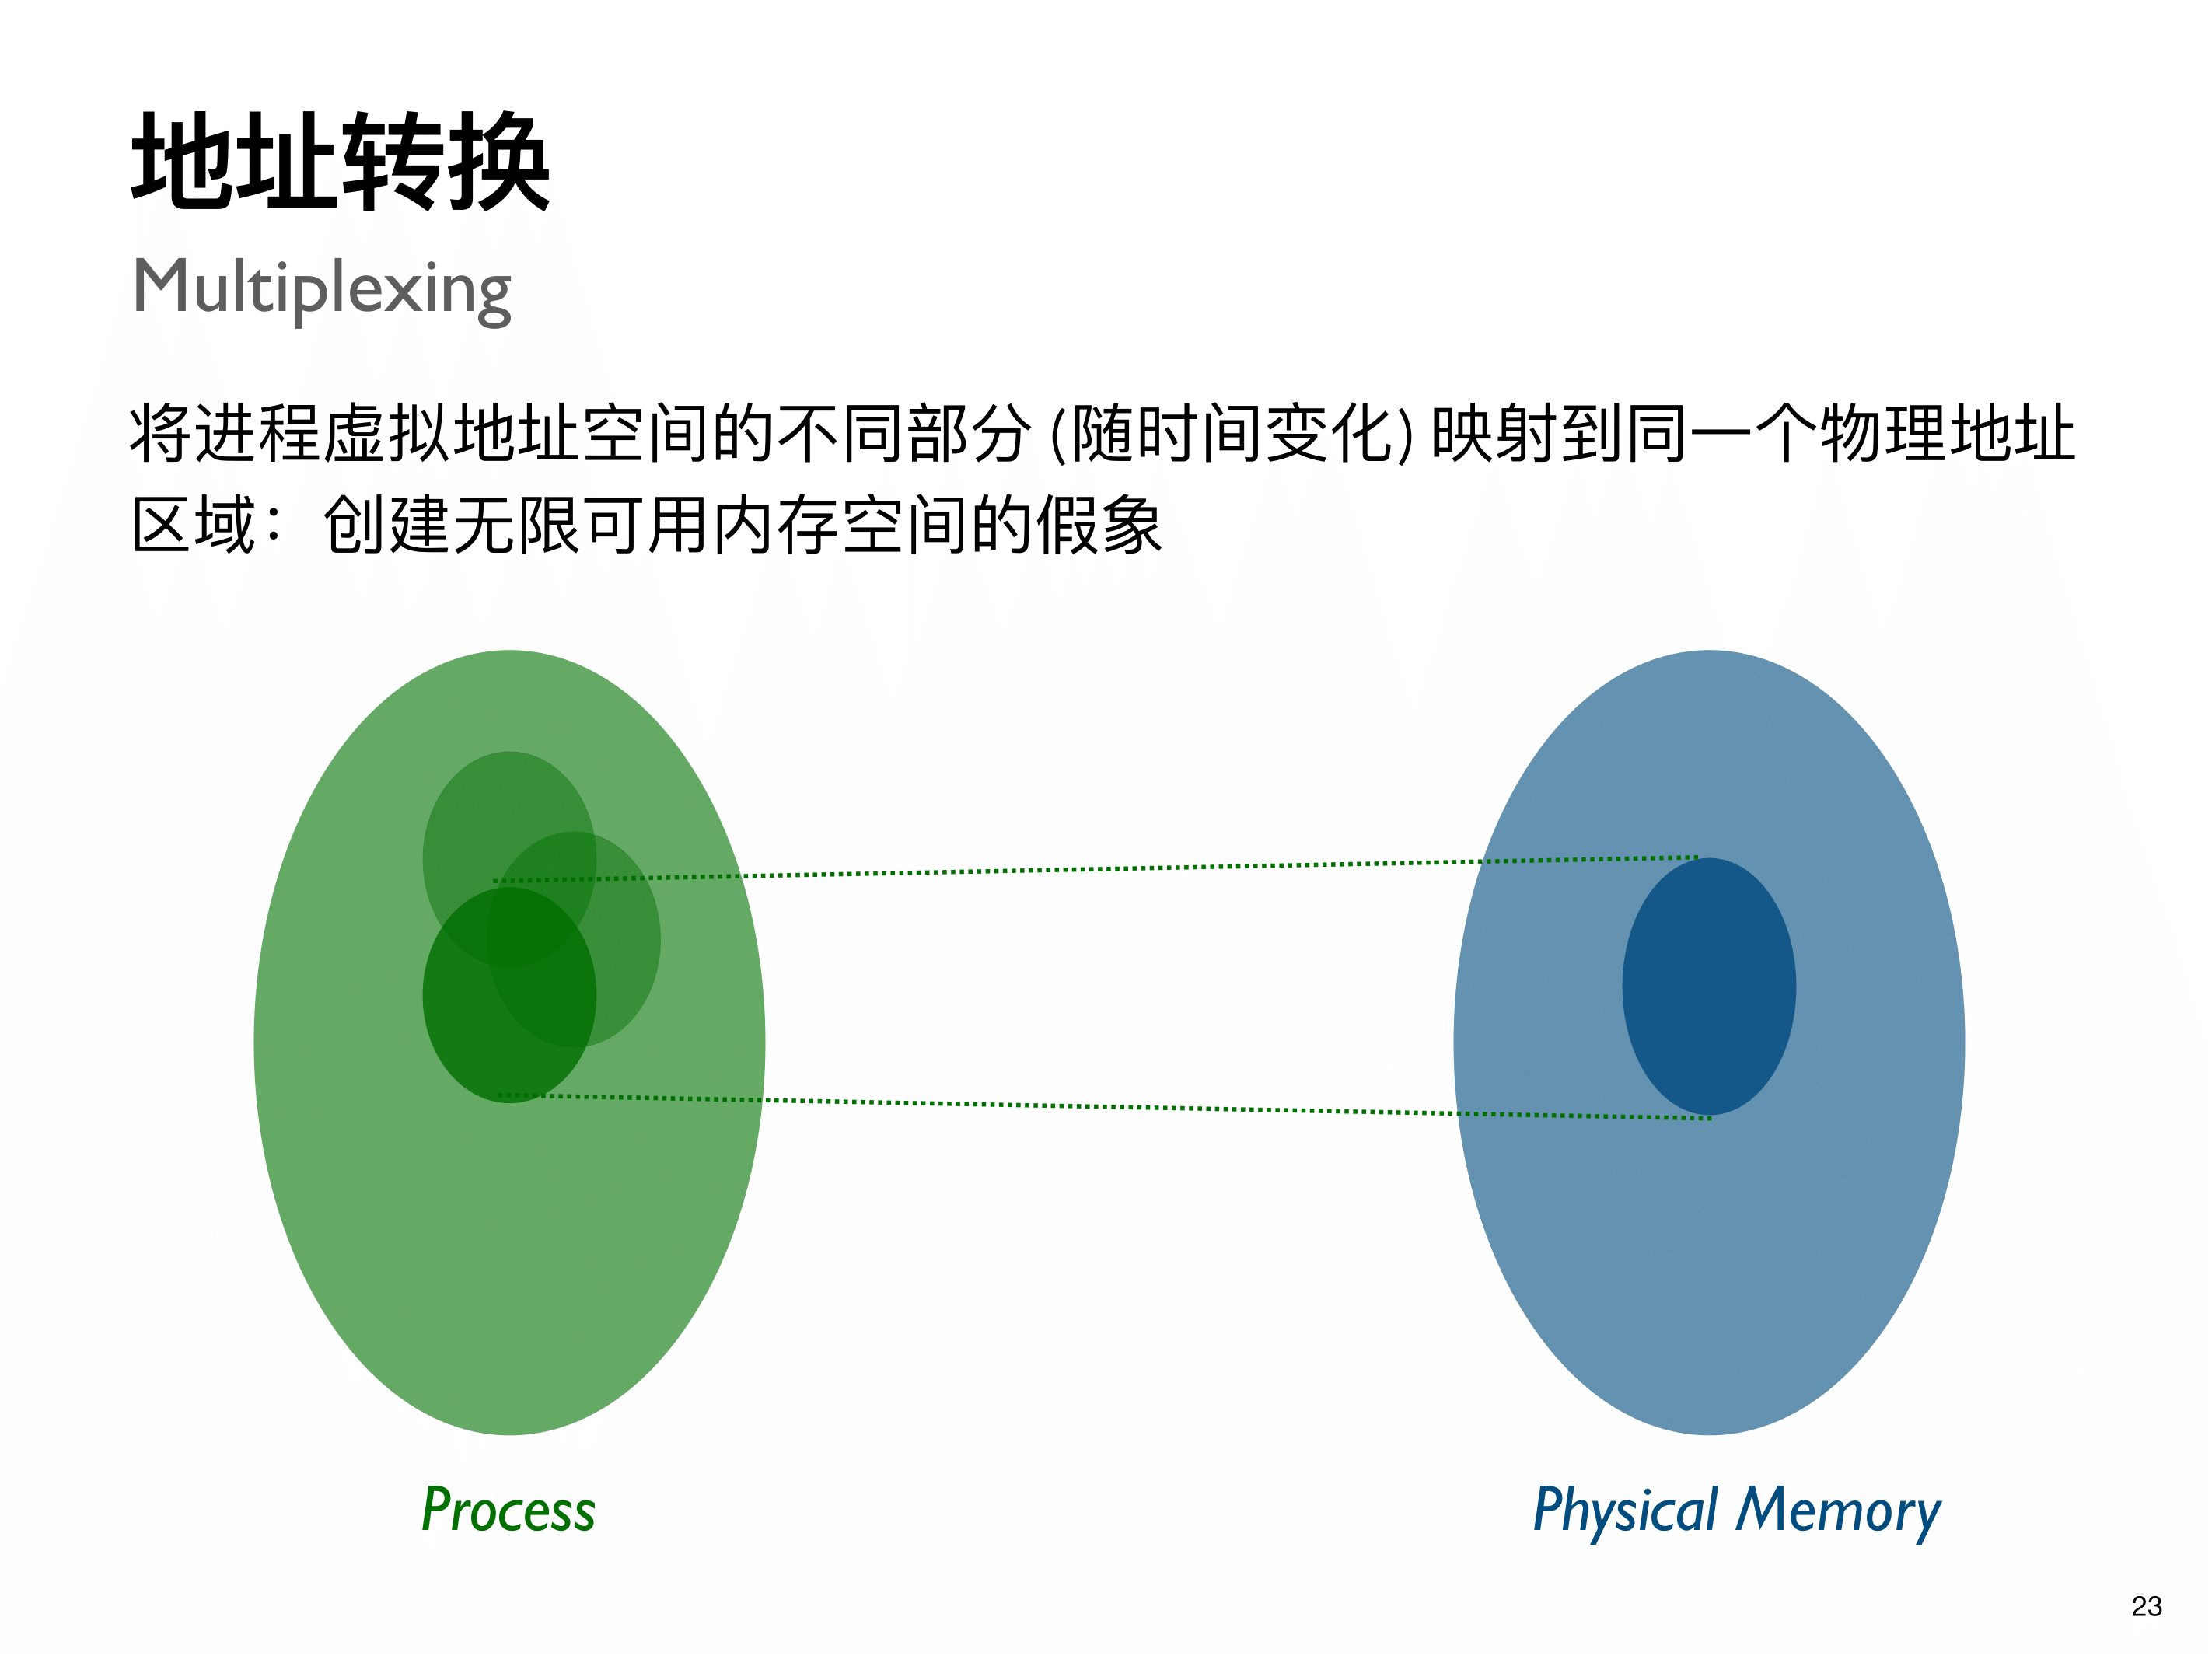 地址转换
Multiplexing
将进程虚拟地址空间的不同部分 (随时间变化) 映射到同一个物理地址
区域： 创建无限可用内存空间的假象
Process
Physical Memory
23